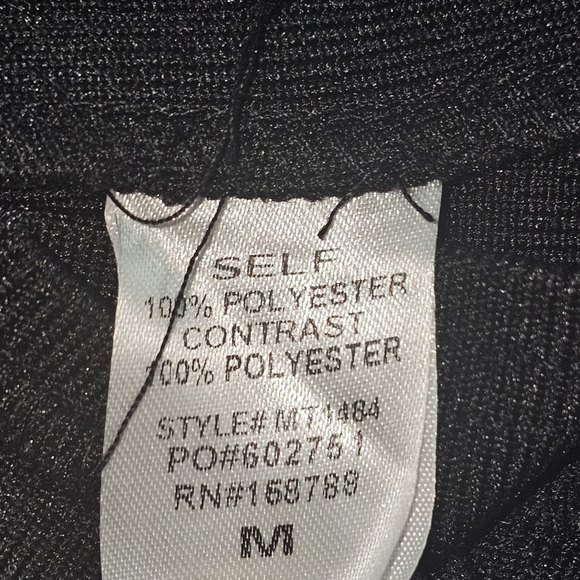 SELF
100% POLYESTER
CONTRAST
100% POLYESTER
STYLE# MT1484
PO#602751
RN#168788
M